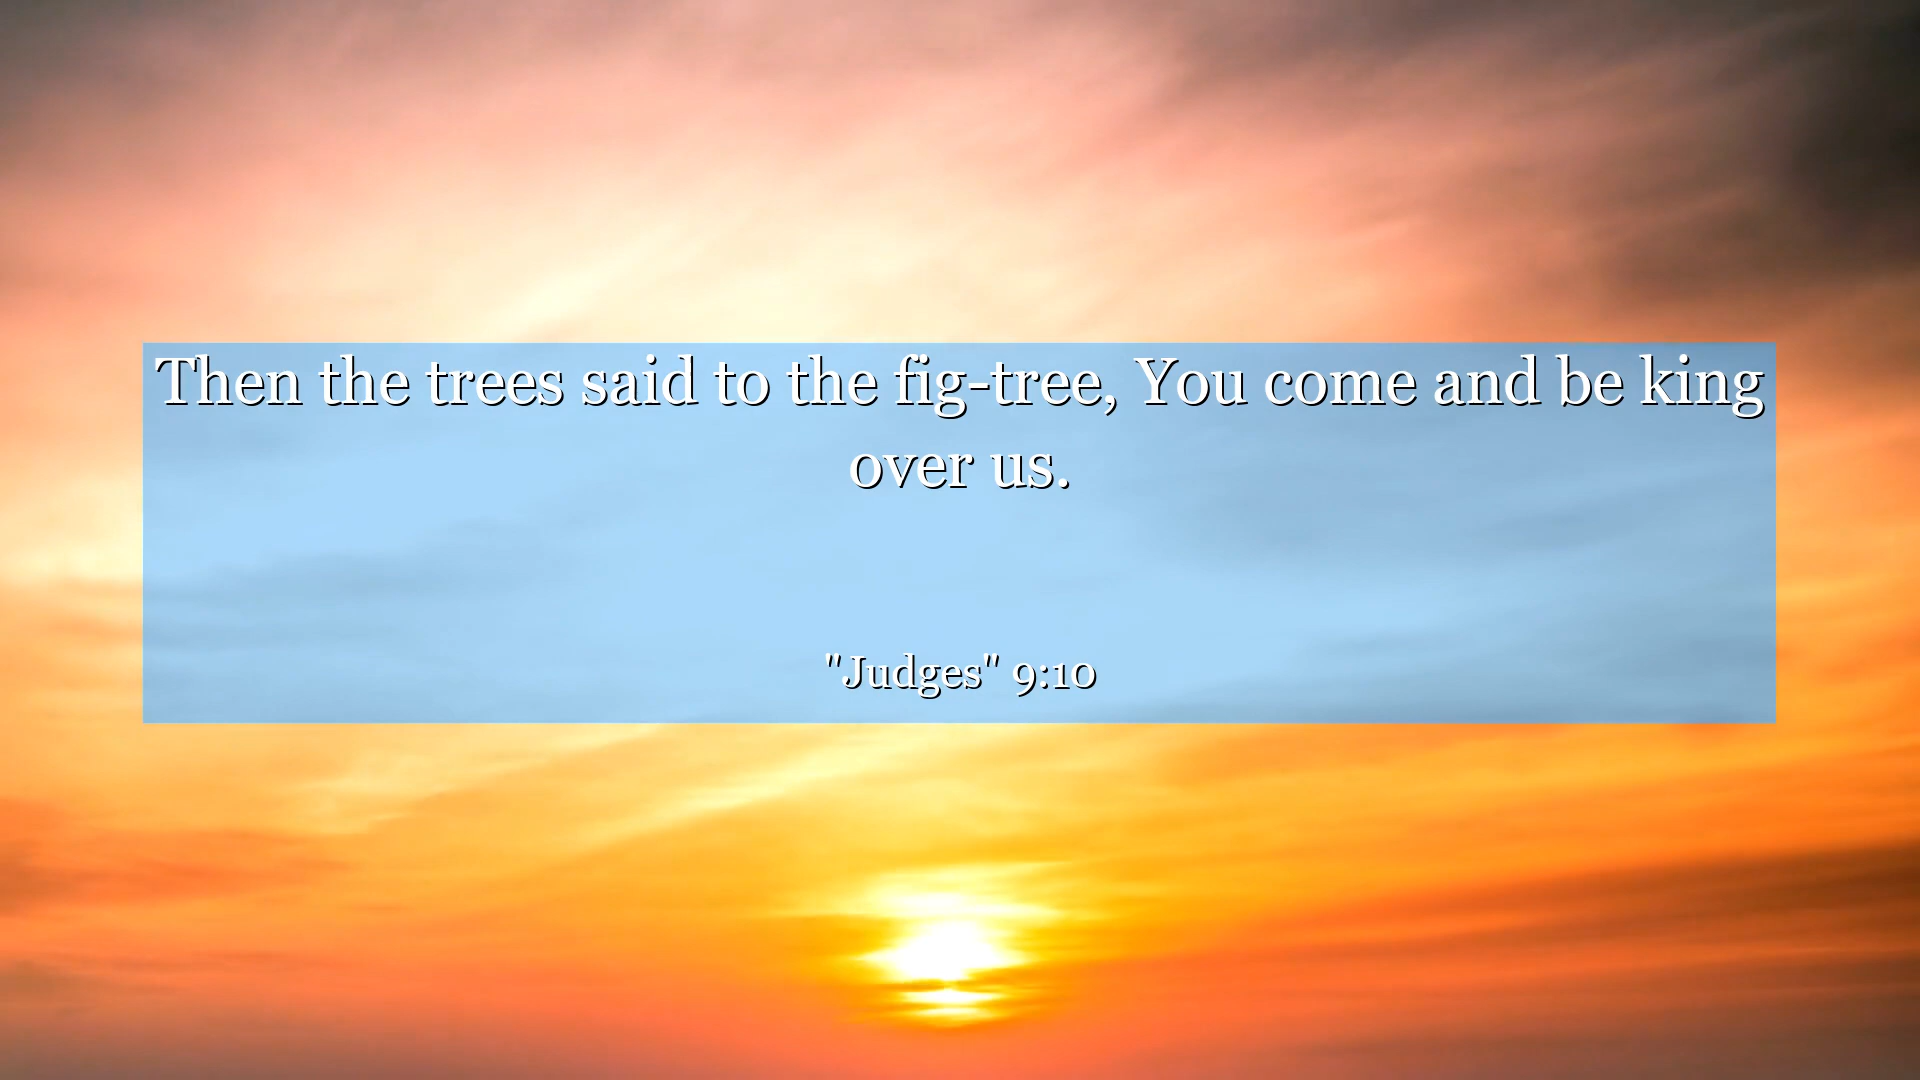 Then the trees said to the fig-tree, You come and be king
over us.
"Judges" 9:10